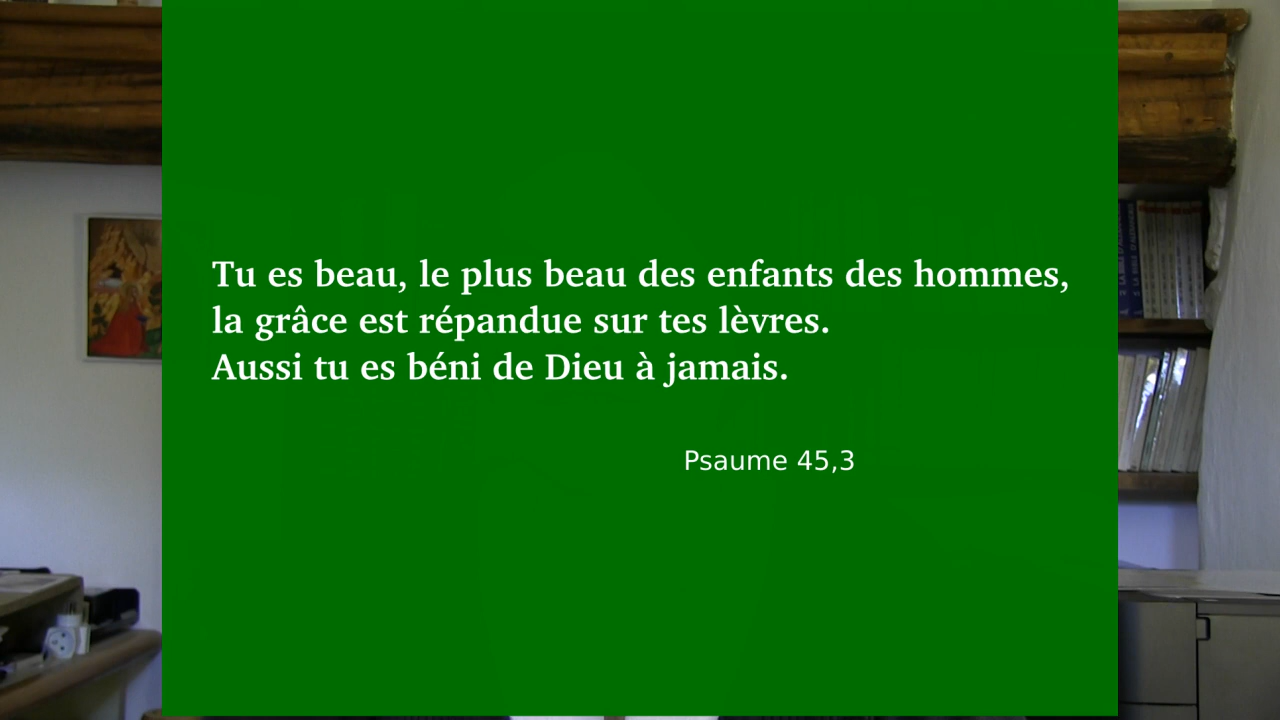 Tu es beau, le plus beau des enfants des hommes,
la grâce est répandue sur tes lèvres.
Aussi tu es béni de Dieu à jamais.
Psaume 45,3